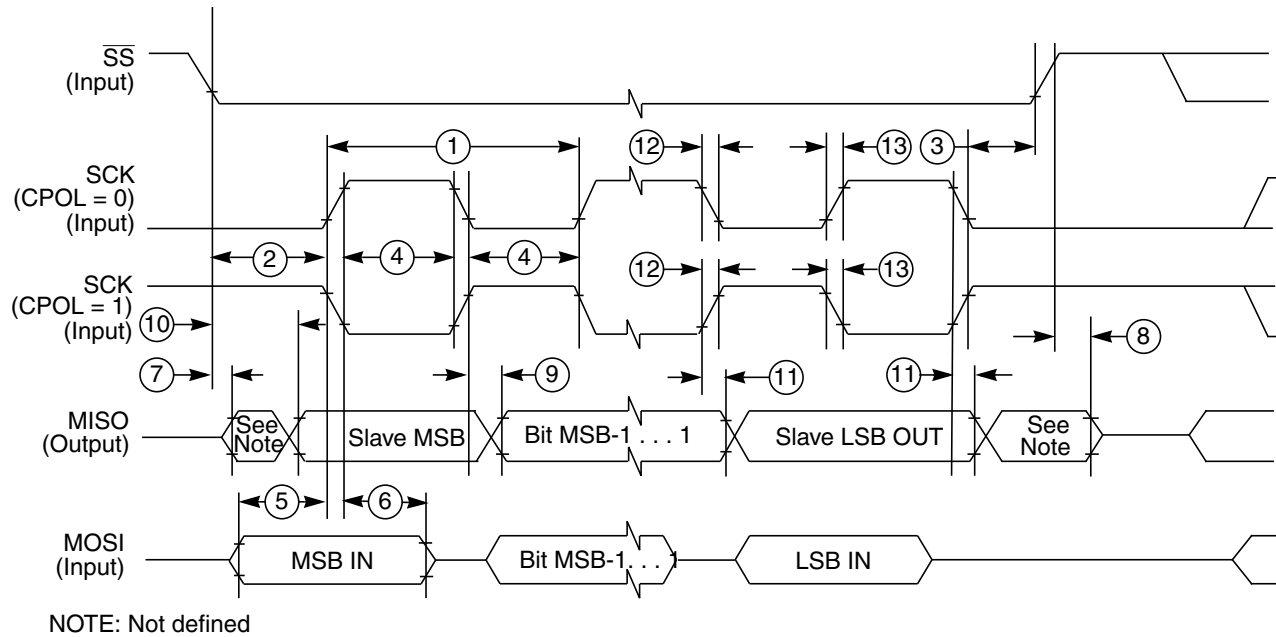 SS
(Input)
1
12
13
3
SCK
(CPOL = 0)
(Input)
2
4
4
12
13
SCK
(CPOL = 1)
(Input)
10
8
7
9
11
11
MISO
(Output)
See
Note
Slave MSB
Bit MSB-1 . . . 1
Slave LSB OUT
See
Note
5
6
MOSI
(Input)
MSB IN
Bit MSB-1. . . 1
LSB IN
NOTE: Not defined